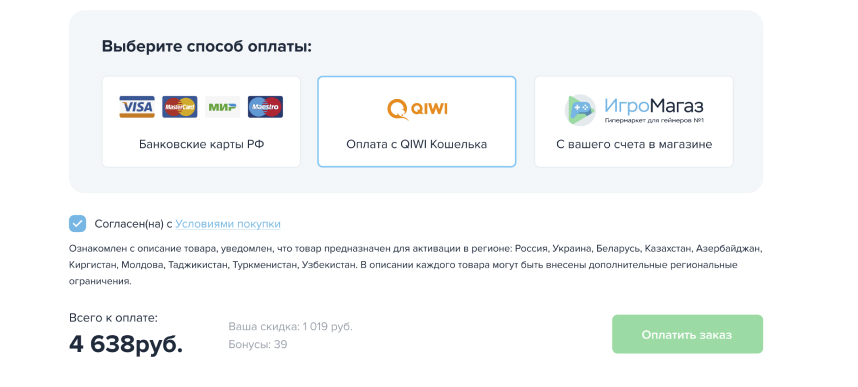 Выберите способ оплаты:
VISA MasterCard МИР Maestro
QIWI
ИгроМагаз
Гипермаркет для геймеров №1
Банковские карты РФ
Оплата с QIWI Кошелька
С вашего счета в магазине
Согласен(на) с Условиями покупки
Ознакомлен с описание товара, уведомлен, что товар предназначен для активации в регионе: Россия, Украина, Беларусь, Казахстан, Азербайджан,
Киргистан, Молдова, Таджикистан, Туркменистан, Узбекистан. В описании каждого товара могут быть внесены дополнительные региональные
ограничения.
Всего к оплате:
4 638руб.
Ваша скидка: 1 019 руб.
Бонусы: 39
Оплатить заказ